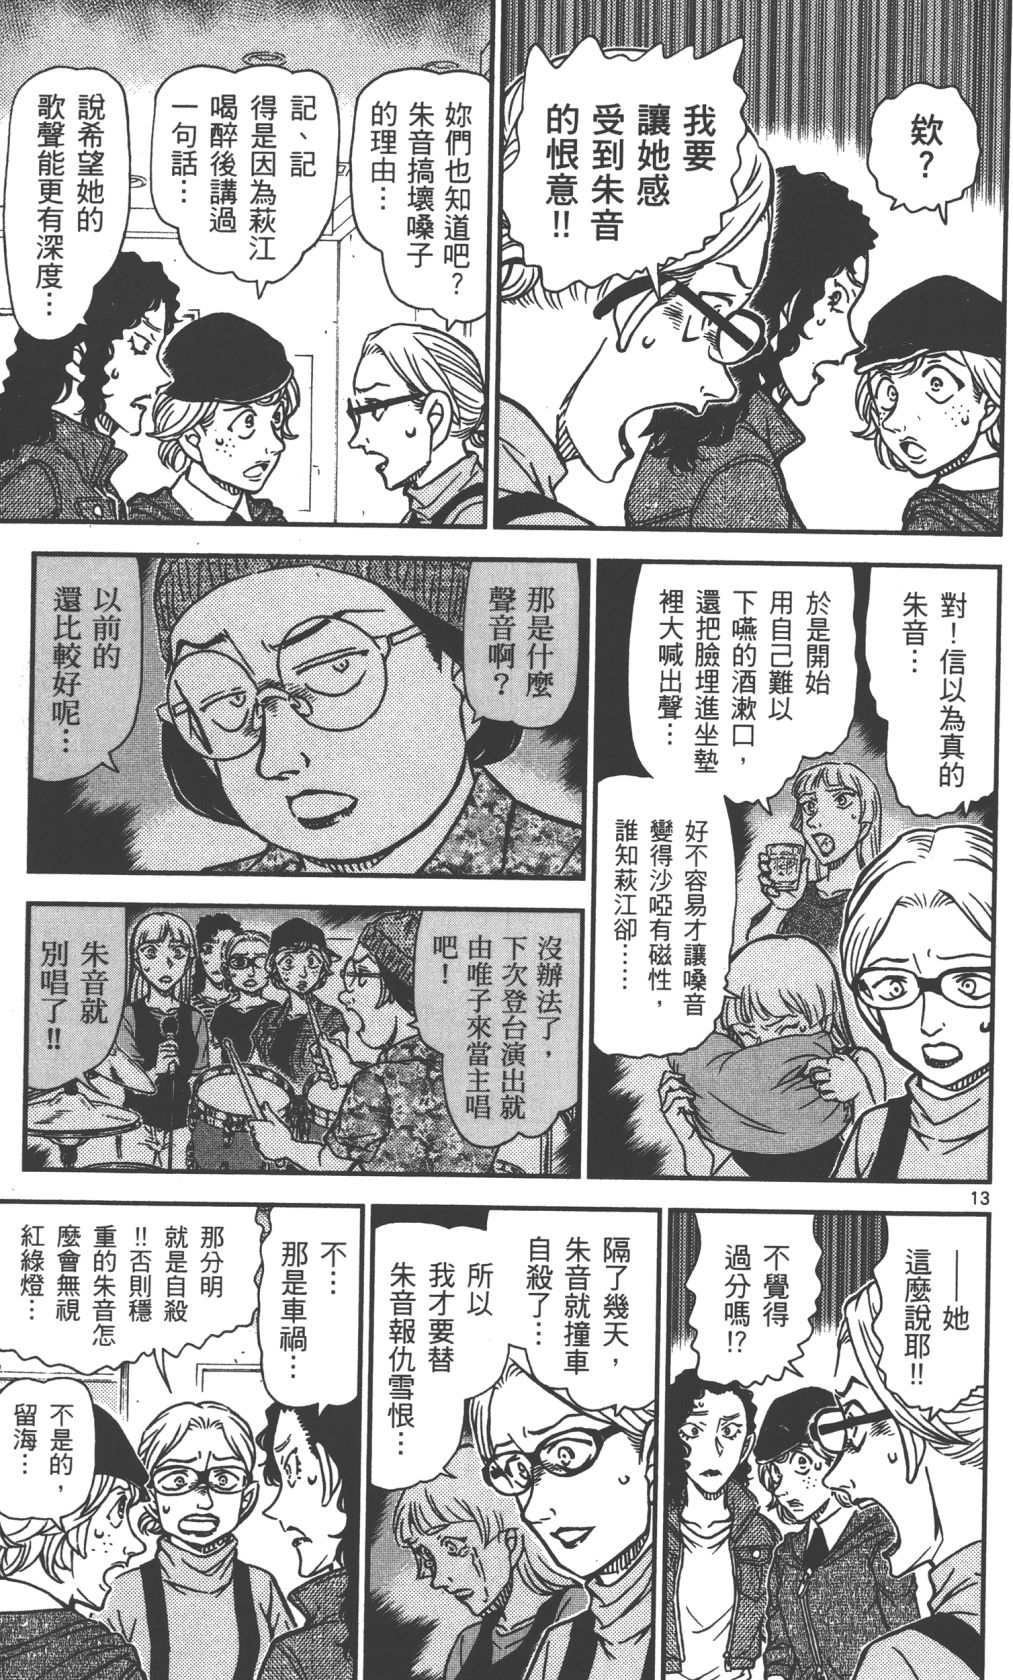 欸？
我要
讓她感
受到朱音
的恨意!!
妳們也知道吧？
朱音搞壞嗓子
的理由…
記、記
得是因為萩江
喝醉後講過
一句話…
說希望她的
歌聲能更有深度…
對！信以為真的
朱音…
於是開始
用自己難以
下嚥的酒漱口，
還把臉埋進坐墊
裡大喊出聲…
好不容易才讓嗓音
變得沙啞有磁性，
誰知萩江卻……
那是什麼
聲音啊？
以前的
還比較好呢…
沒辦法了，
下次登台演出就
由唯子來當主唱
吧！
朱音就
別唱了!!
13
——她
這麼說耶!!
不覺得
過分嗎!?
隔了幾天，
朱音就撞車
自殺了…
所以
我才要替
朱音報仇雪恨…
不…
那是車禍…
那分明
就是自殺
!!否則穩
重的朱音怎
麼會無視
紅綠燈…
不是的，
留海…